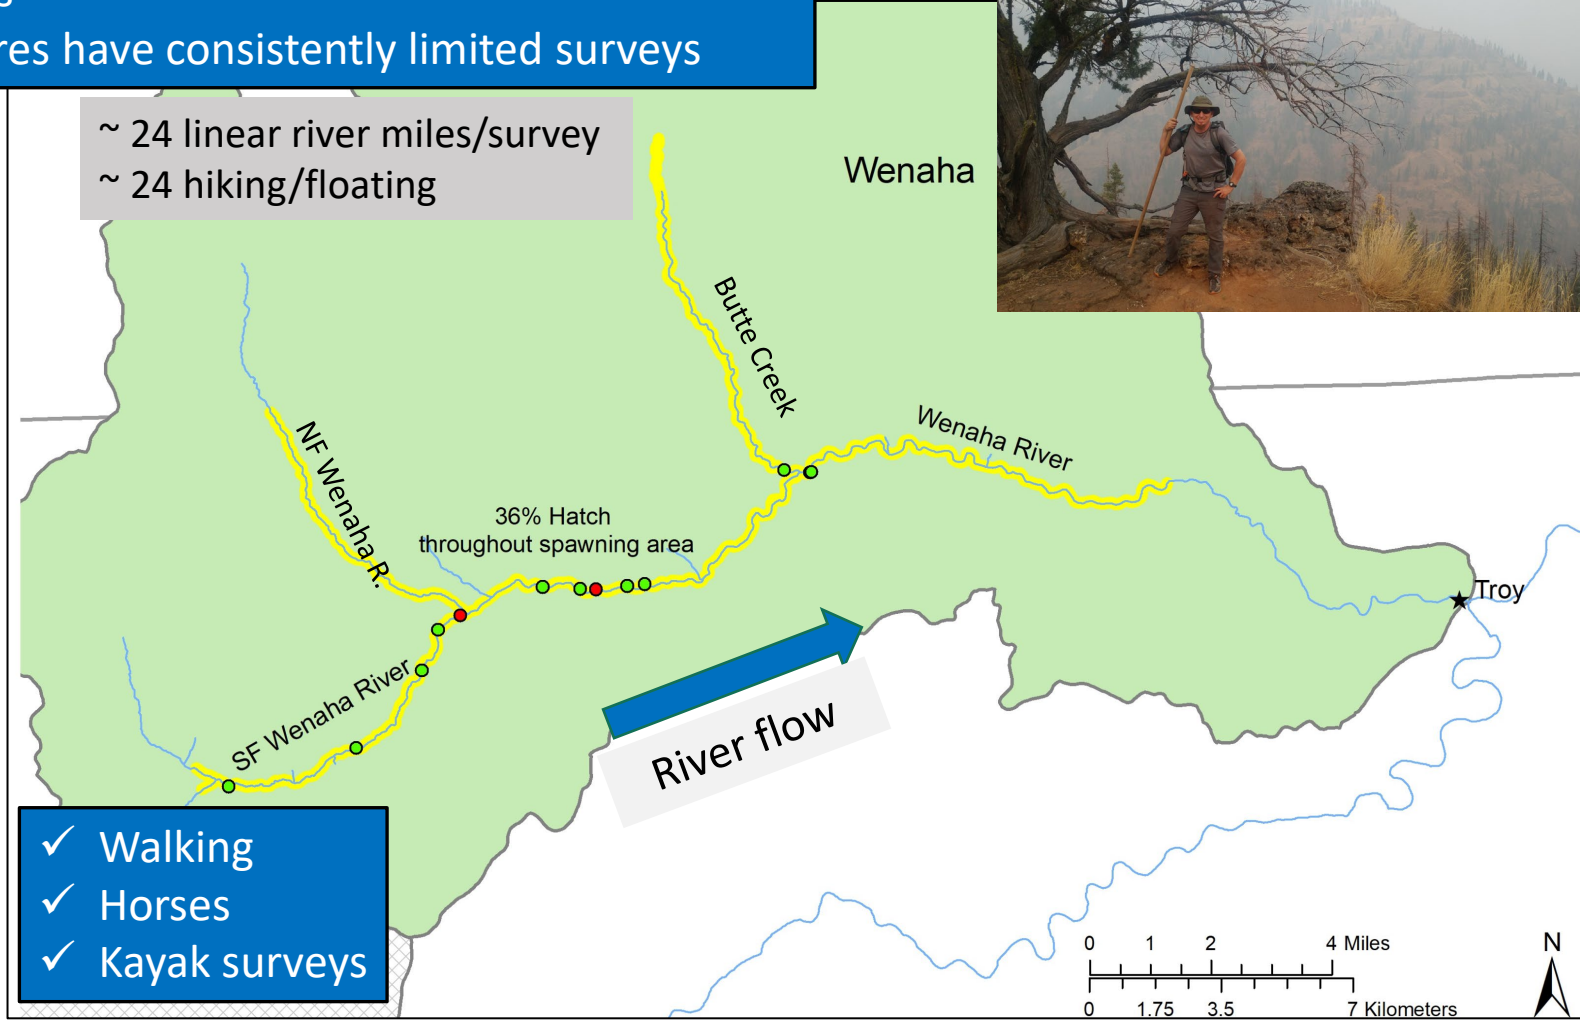 res have consistently limited surveys
~ 24 linear river miles/survey
~ 24 hiking/floating
Wenaha
Butte Creek
Wenaha River
NF Wenaha R.
36% Hatch
throughout spawning area
Troy
SF Wenaha River
River flow
✓ Walking
✓ Horses
✓ Kayak surveys
0 1 2 4 Miles
0 1.75 3.5 7 Kilometers
N